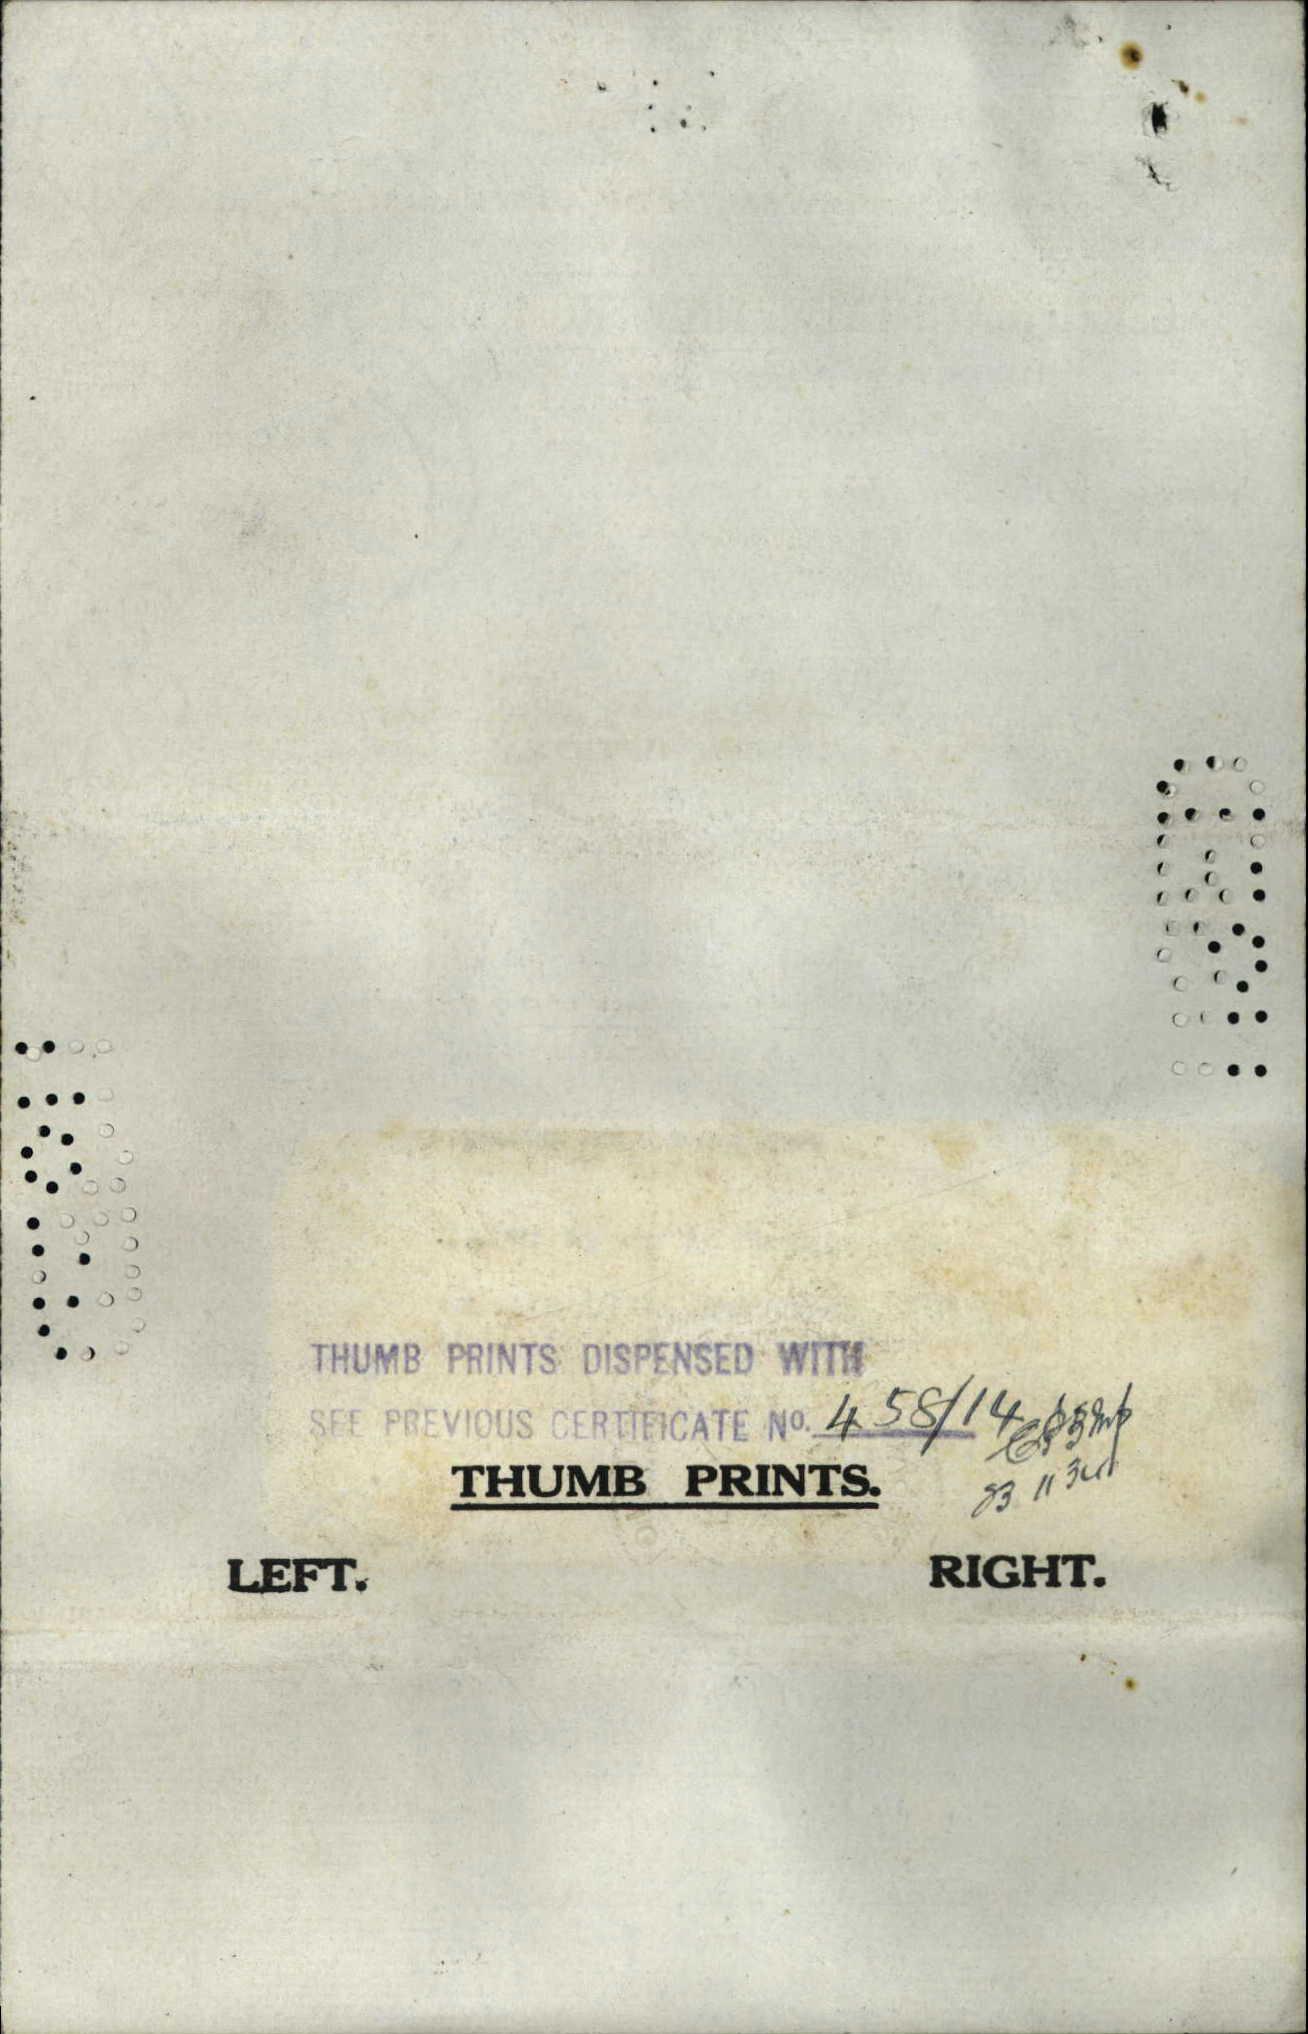 THUMB PRINTS DISPENSED WITH
SEE PREVIOUS CERTIFICATE No. 458/14
THUMB PRINTS.
LEFT. RIGHT.